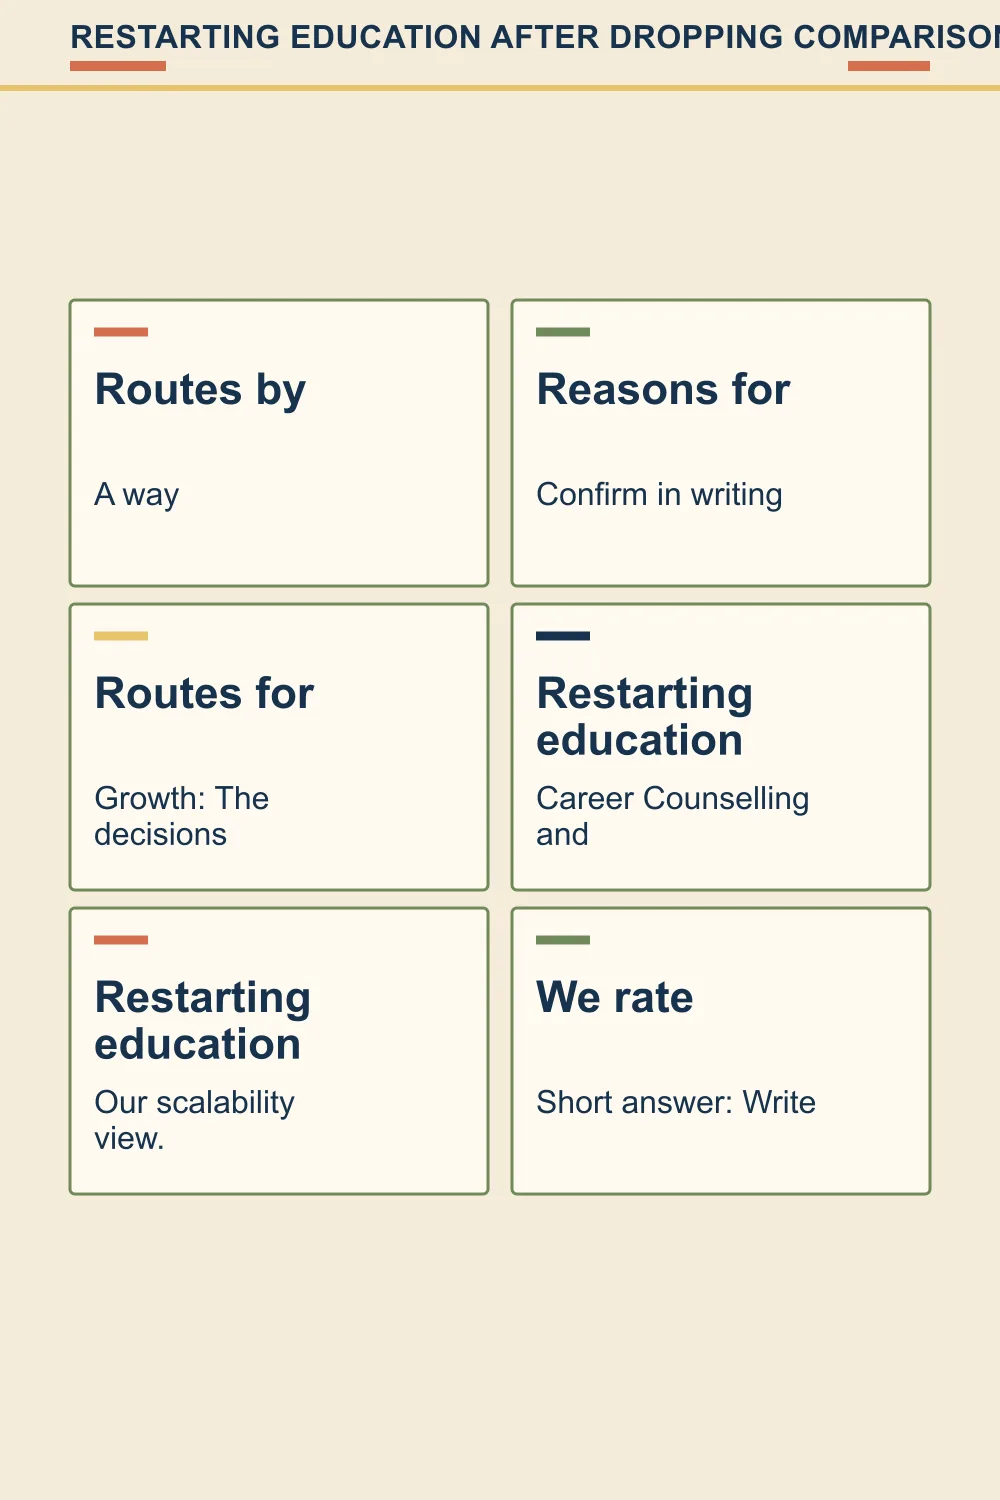 RESTARTING EDUCATION AFTER DROPPING COMPARISON
Routes by
A way
Reasons for
Confirm in writing
Routes for
Growth: The
decisions
Restarting
education
Career Counselling
and
Restarting
education
Our scalability
view.
We rate
Short answer: Write